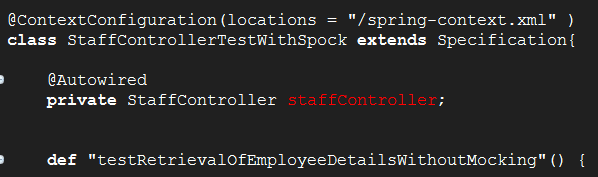 @ContextConfiguration(locations = "/spring-context.xml" )
class StaffControllerTestWithSpock extends Specification{
@Autowired
private StaffController staffController;
def "testRetrievalOfEmployeeDetailsWithoutMocking"() {